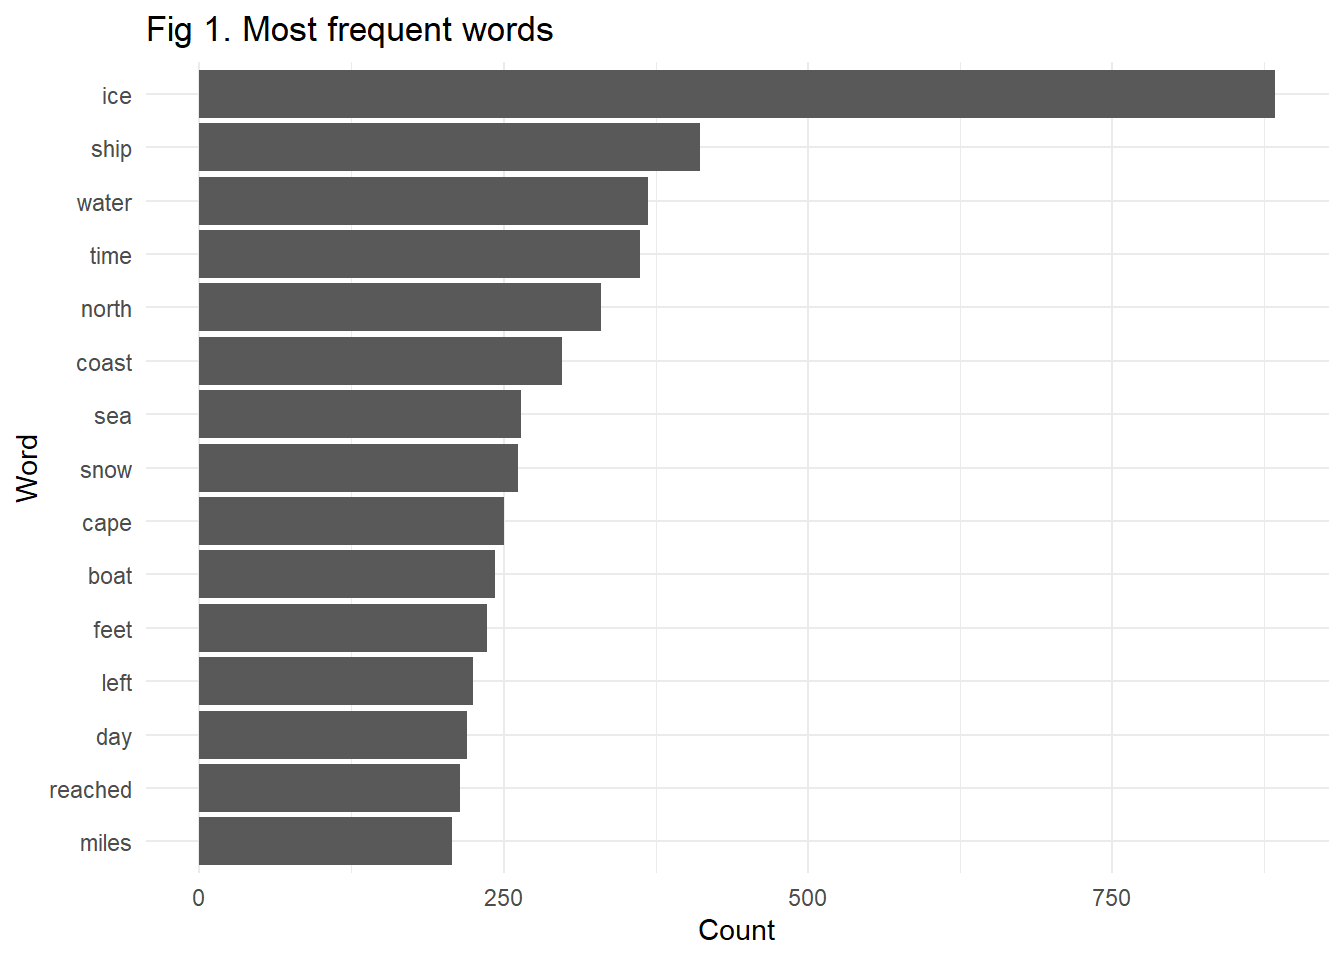 Fig 1. Most frequent words
ice
ship
water
time
north
coast
sea
snow
cape
boat
feet
left
day
reached
miles
Word
0 250 500 750
Count